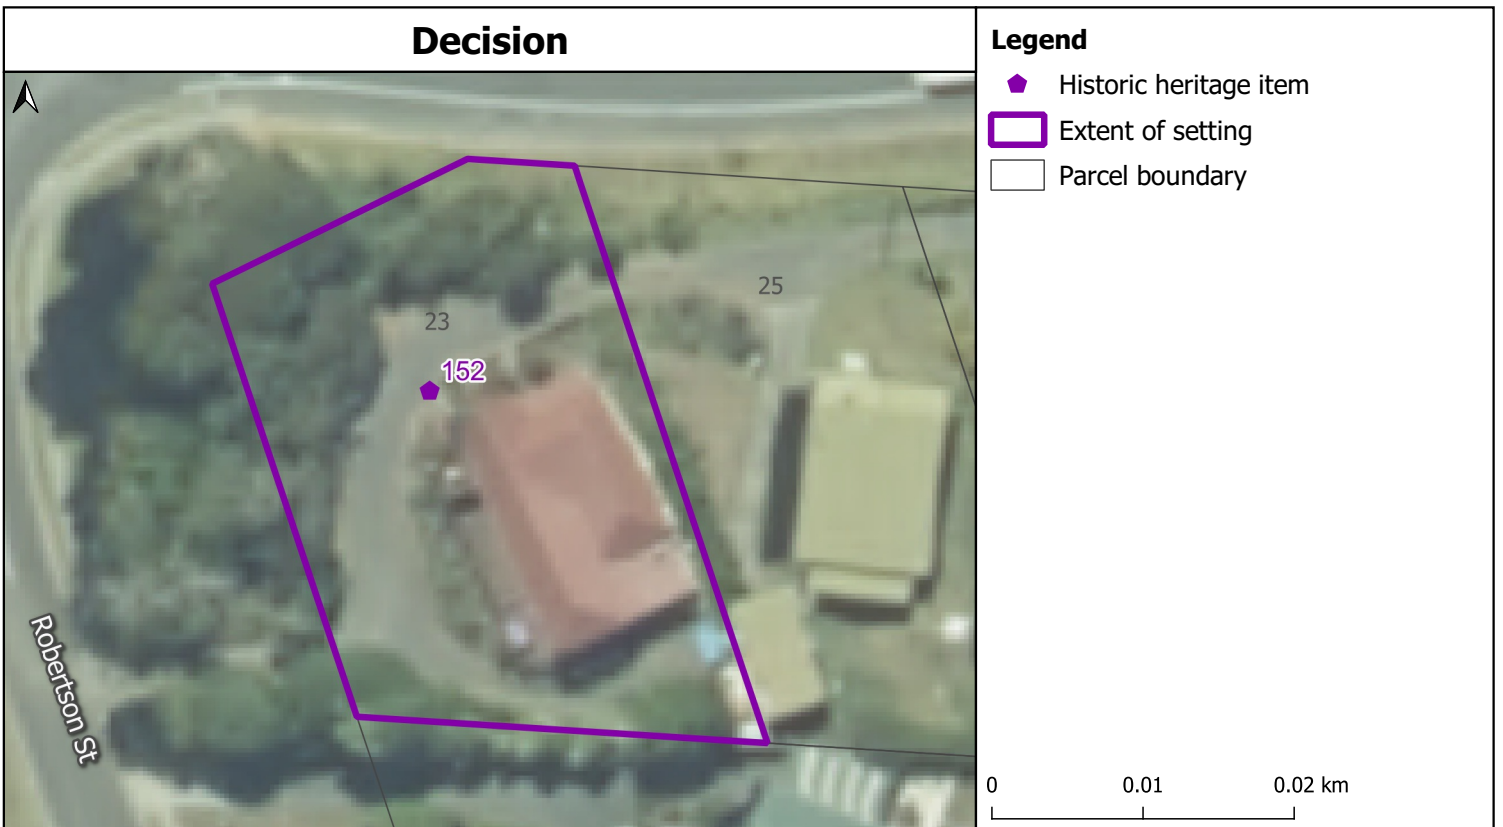 Decision
Legend
Historic heritage item
Extent of setting
Parcel boundary
25
23
152
Robertson St
0 0.01 0.02 km